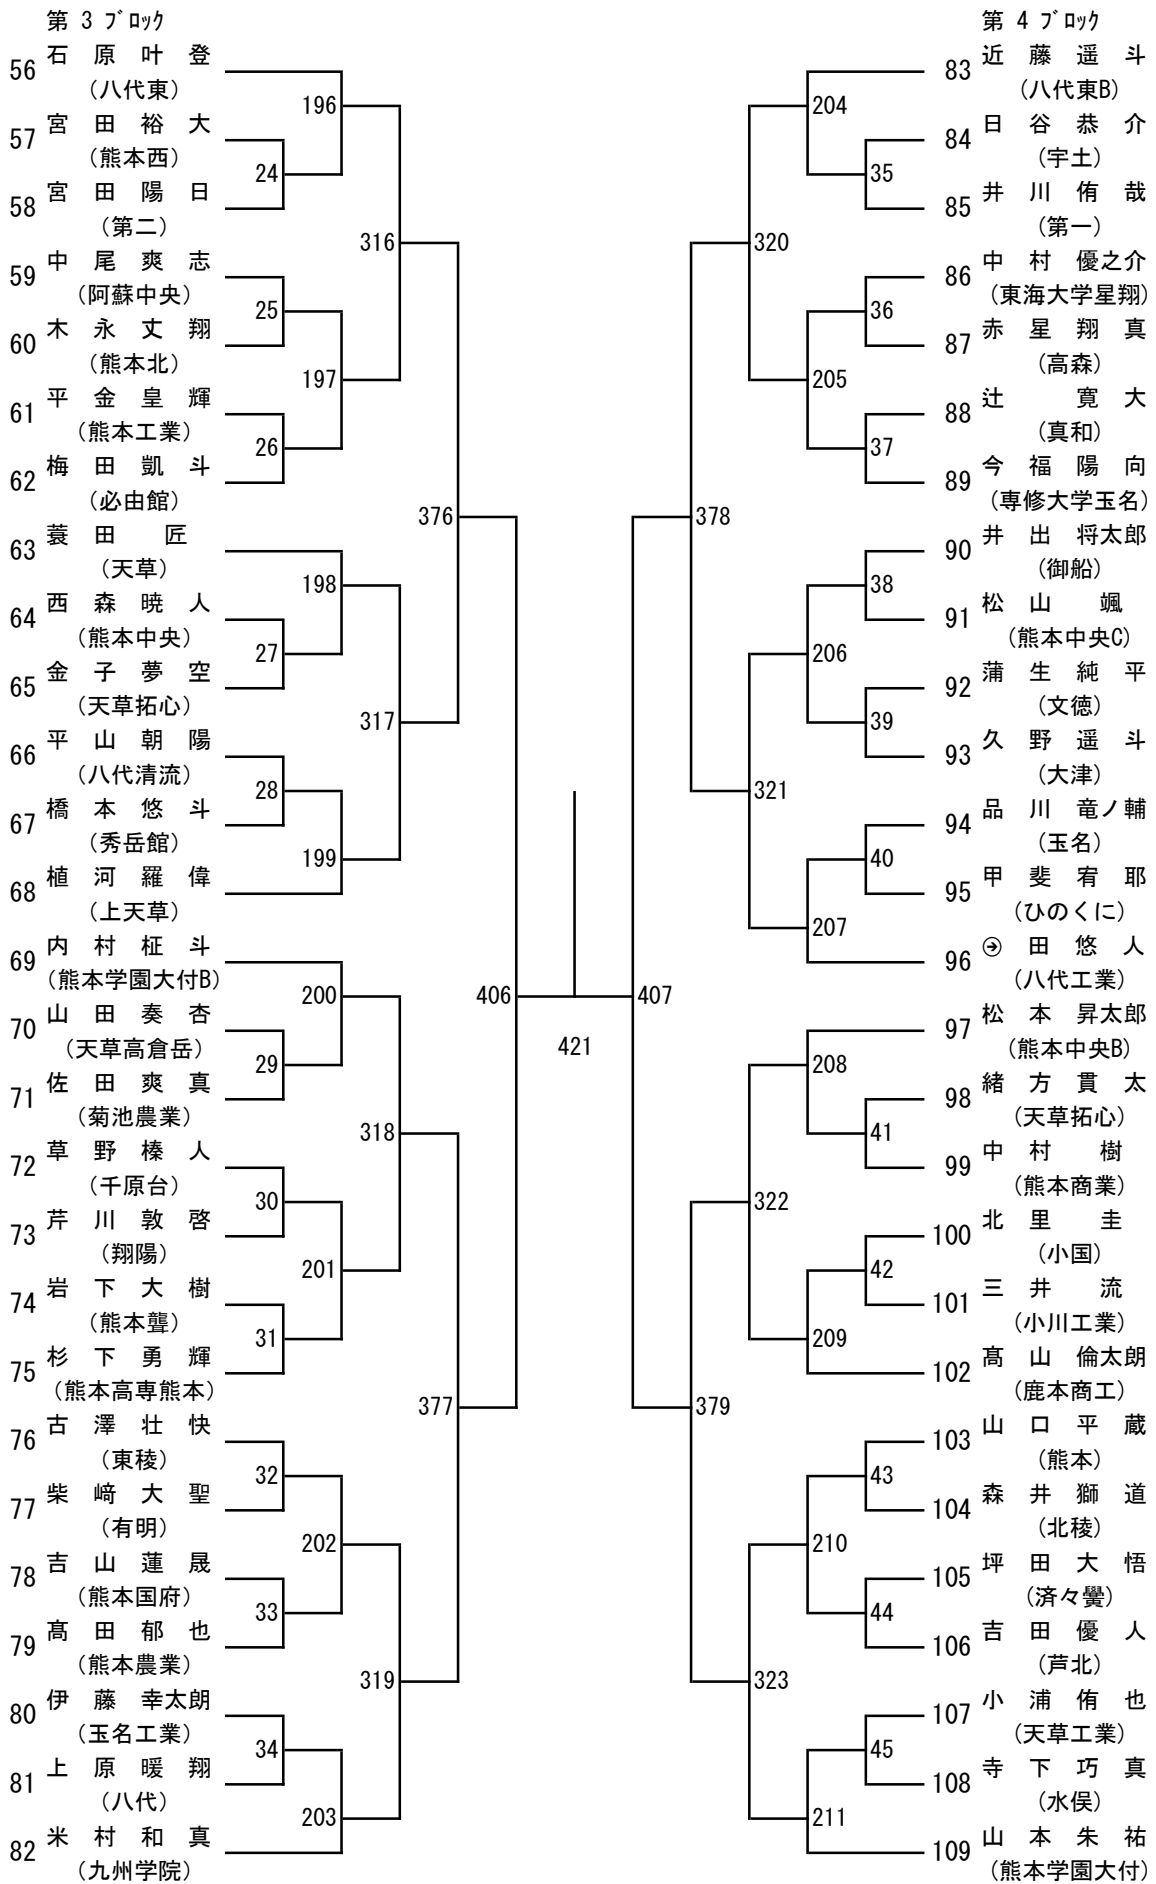 第 3 ブロック
56 石 原 叶 登
(八代東)
196
57 宮 田 裕 大
(熊本西)
24
58 宮 田 陽 日
(第二)
316
59 中 尾 爽 志
(阿蘇中央)
25
60 木 永 丈 翔
(熊本北)
197
61 平 金 皇 輝
(熊本工業)
26
62 梅 田 凱 斗
(必由館)
376
63 蓑 田 匠
(天草)
198
64 西 森 暁 人
(熊本中央)
27
65 金 子 夢 空
(天草拓心)
317
66 平 山 朝 陽
(八代清流)
28
67 橋 本 悠 斗
(秀岳館)
199
68 植 河 羅 偉
(上天草)
69 内 村 柾 斗
(熊本学園大付B)
200
406
70 山 田 奏 杏
(天草高倉岳)
29
71 佐 田 爽 真
(菊池農業)
318
72 草 野 榛 人
(千原台)
30
73 芹 川 敦 啓
(翔陽)
201
74 岩 下 大 樹
(熊本聾)
31
75 杉 下 勇 輝
(熊本高専熊本)
377
76 古 澤 壮 快
(東稜)
32
77 柴 﨑 大 聖
(有明)
202
78 吉 山 蓮 晟
(熊本国府)
33
79 髙 田 郁 也
(熊本農業)
319
80 伊 藤 幸太朗
(玉名工業)
34
81 上 原 暖 翔
(八代)
203
82 米 村 和 真
(九州学院)
421
第 4 ブロック
83 近 藤 遥 斗
(八代東B)
204
84 日 谷 恭 介
(宇土)
35
85 井 川 侑 哉
(第一)
320
86 中 村 優之介
(東海大学星翔)
36
87 赤 星 翔 真
(高森)
205
88 辻 寛 大
(真和)
37
89 今 福 陽 向
(専修大学玉名)
378
90 井 出 将太郎
(御船)
38
91 松 山 颯
(熊本中央C)
206
92 蒲 生 純 平
(文徳)
39
93 久 野 遥 斗
(大津)
321
94 品 川 竜ノ輔
(玉名)
40
95 甲 斐 宥 耶
(ひのくに)
207
96 田 悠 人
(八代工業)
407
97 松 本 昇太郎
(熊本中央B)
208
98 緒 方 貫 太
(天草拓心)
41
99 中 村 樹
(熊本商業)
322
100 北 里 圭
(小国)
42
101 三 井 流
(小川工業)
209
102 髙 山 倫太朗
(鹿本商工)
379
103 山 口 平 蔵
(熊本)
43
104 森 井 獅 道
(北稜)
210
105 坪 田 大 悟
(済々黌)
44
106 吉 田 優 人
(芦北)
323
107 小 浦 侑 也
(天草工業)
45
108 寺 下 巧 真
(水俣)
211
109 山 本 朱 祐
(熊本学園大付)